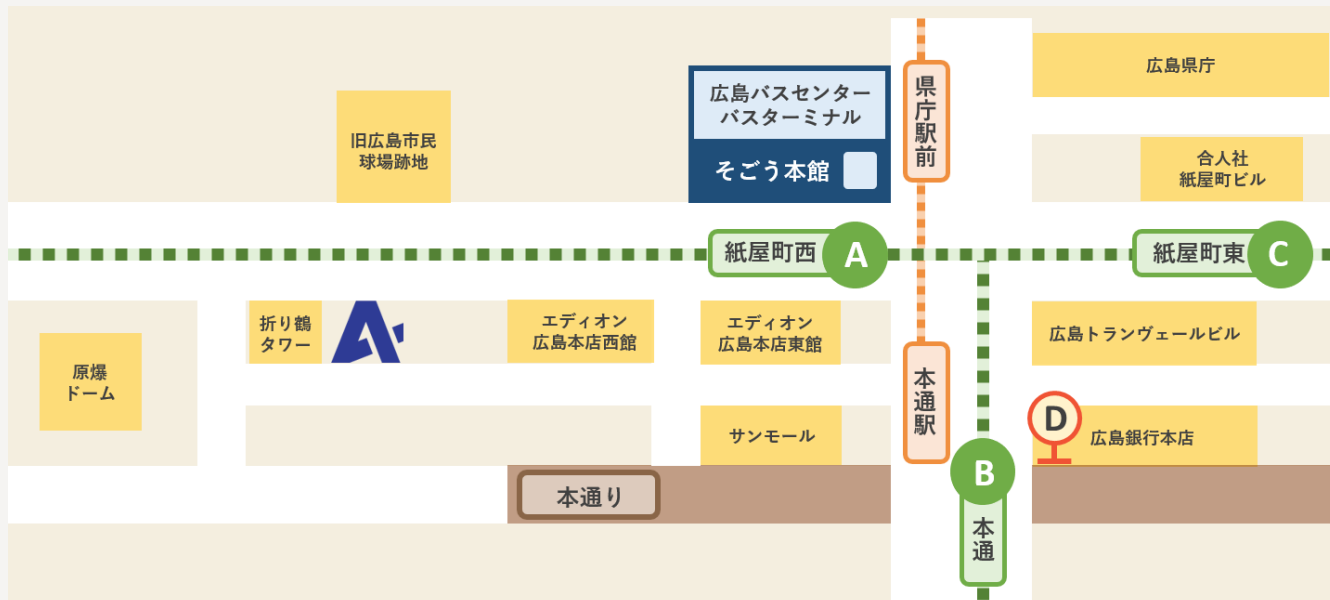 広島県庁
県庁駅前
広島バスセンター
バスターミナル
旧広島市民
球場跡地
そごう本館
合人社
紙屋町ビル
紙屋町西
A
紙屋町東
C
折り鶴
タワー
エディオン
広島本店西館
エディオン
広島本店東館
広島トランヴェールビル
原爆
ドーム
本通駅
サンモール
D
広島銀行本店
B
本通り
本通